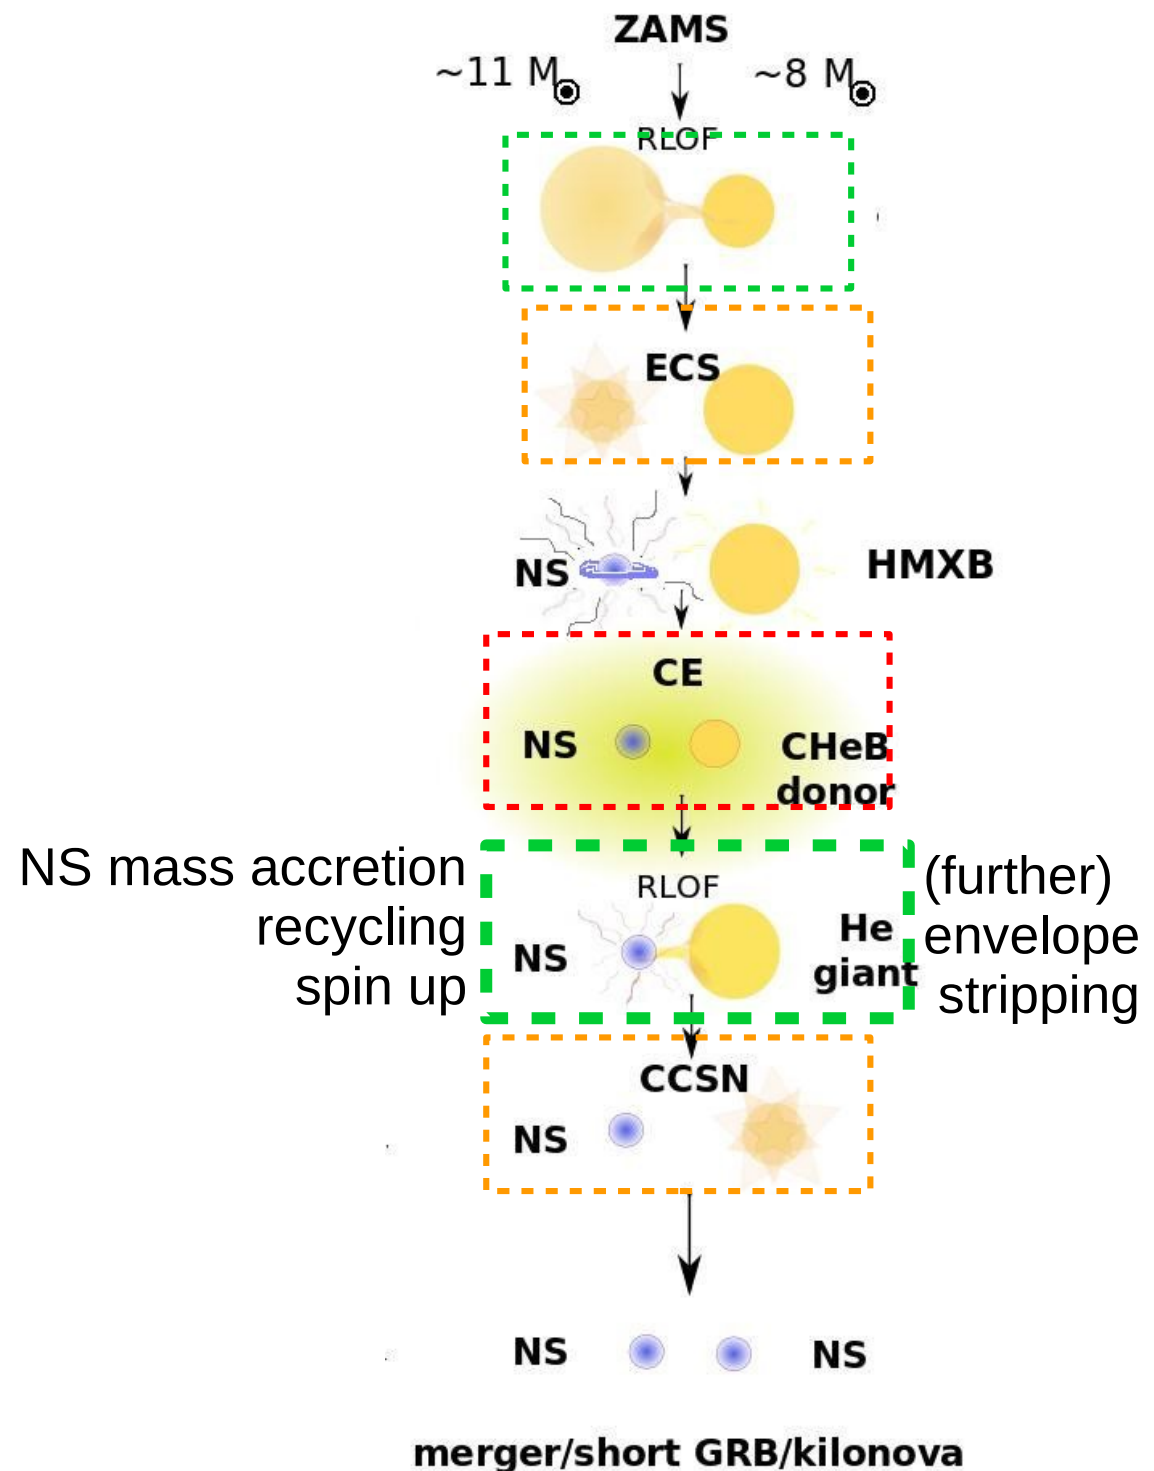 ZAMS
~11 M☉ ~8 M☉
RLOF
ECS
NS HMXB
CE
NS CHeB
donor
NS mass accretion
recycling
spin up
RLOF
NS He
giant
(further)
envelope
stripping
CCSN
NS
NS NS
merger/short GRB/kilonova